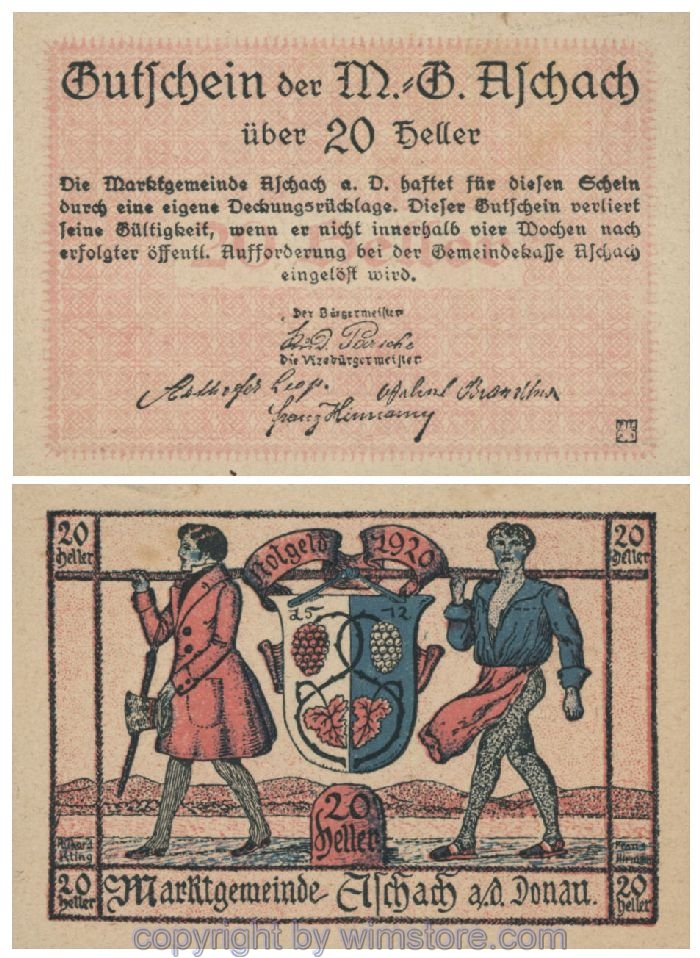 Gutschein der M.-G. Aschach
über 20 Heller
Die Marktgemeinde Aschach a. D. haftet für diesen Schein
durch eine eigene Deckungsrücklage. Dieser Gutschein verliert
seine Gültigkeit, wenn er nicht innerhalb vier Wochen nach
erfolgter öffentl. Aufforderung bei der Gemeindekasse Aschach
eingelöst wird.
Der Bürgermeister
Die Vizebürgermeister
Franz
20 Heller
Notgeld 1920
20 Heller
25 12
20
Heller
20 Heller
Marktgemeinde Aschach a/d. Donau.
20 Heller
copyright by wimstore.com